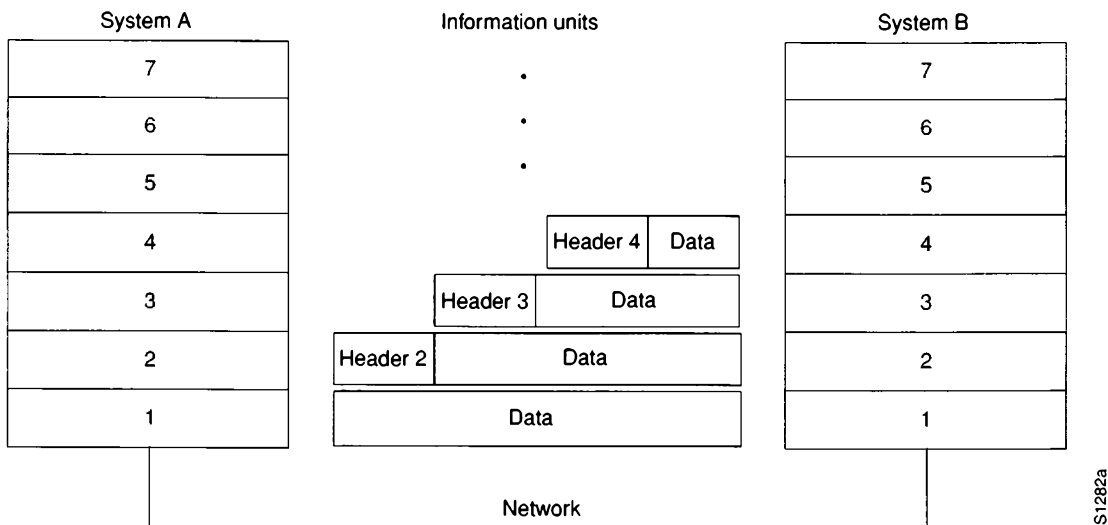 System A
Information units
System B
7
7
6
6
5
5
4
Header 4
Data
4
3
Header 3
Data
3
2
Header 2
Data
2
1
Data
1
Network
S1282a